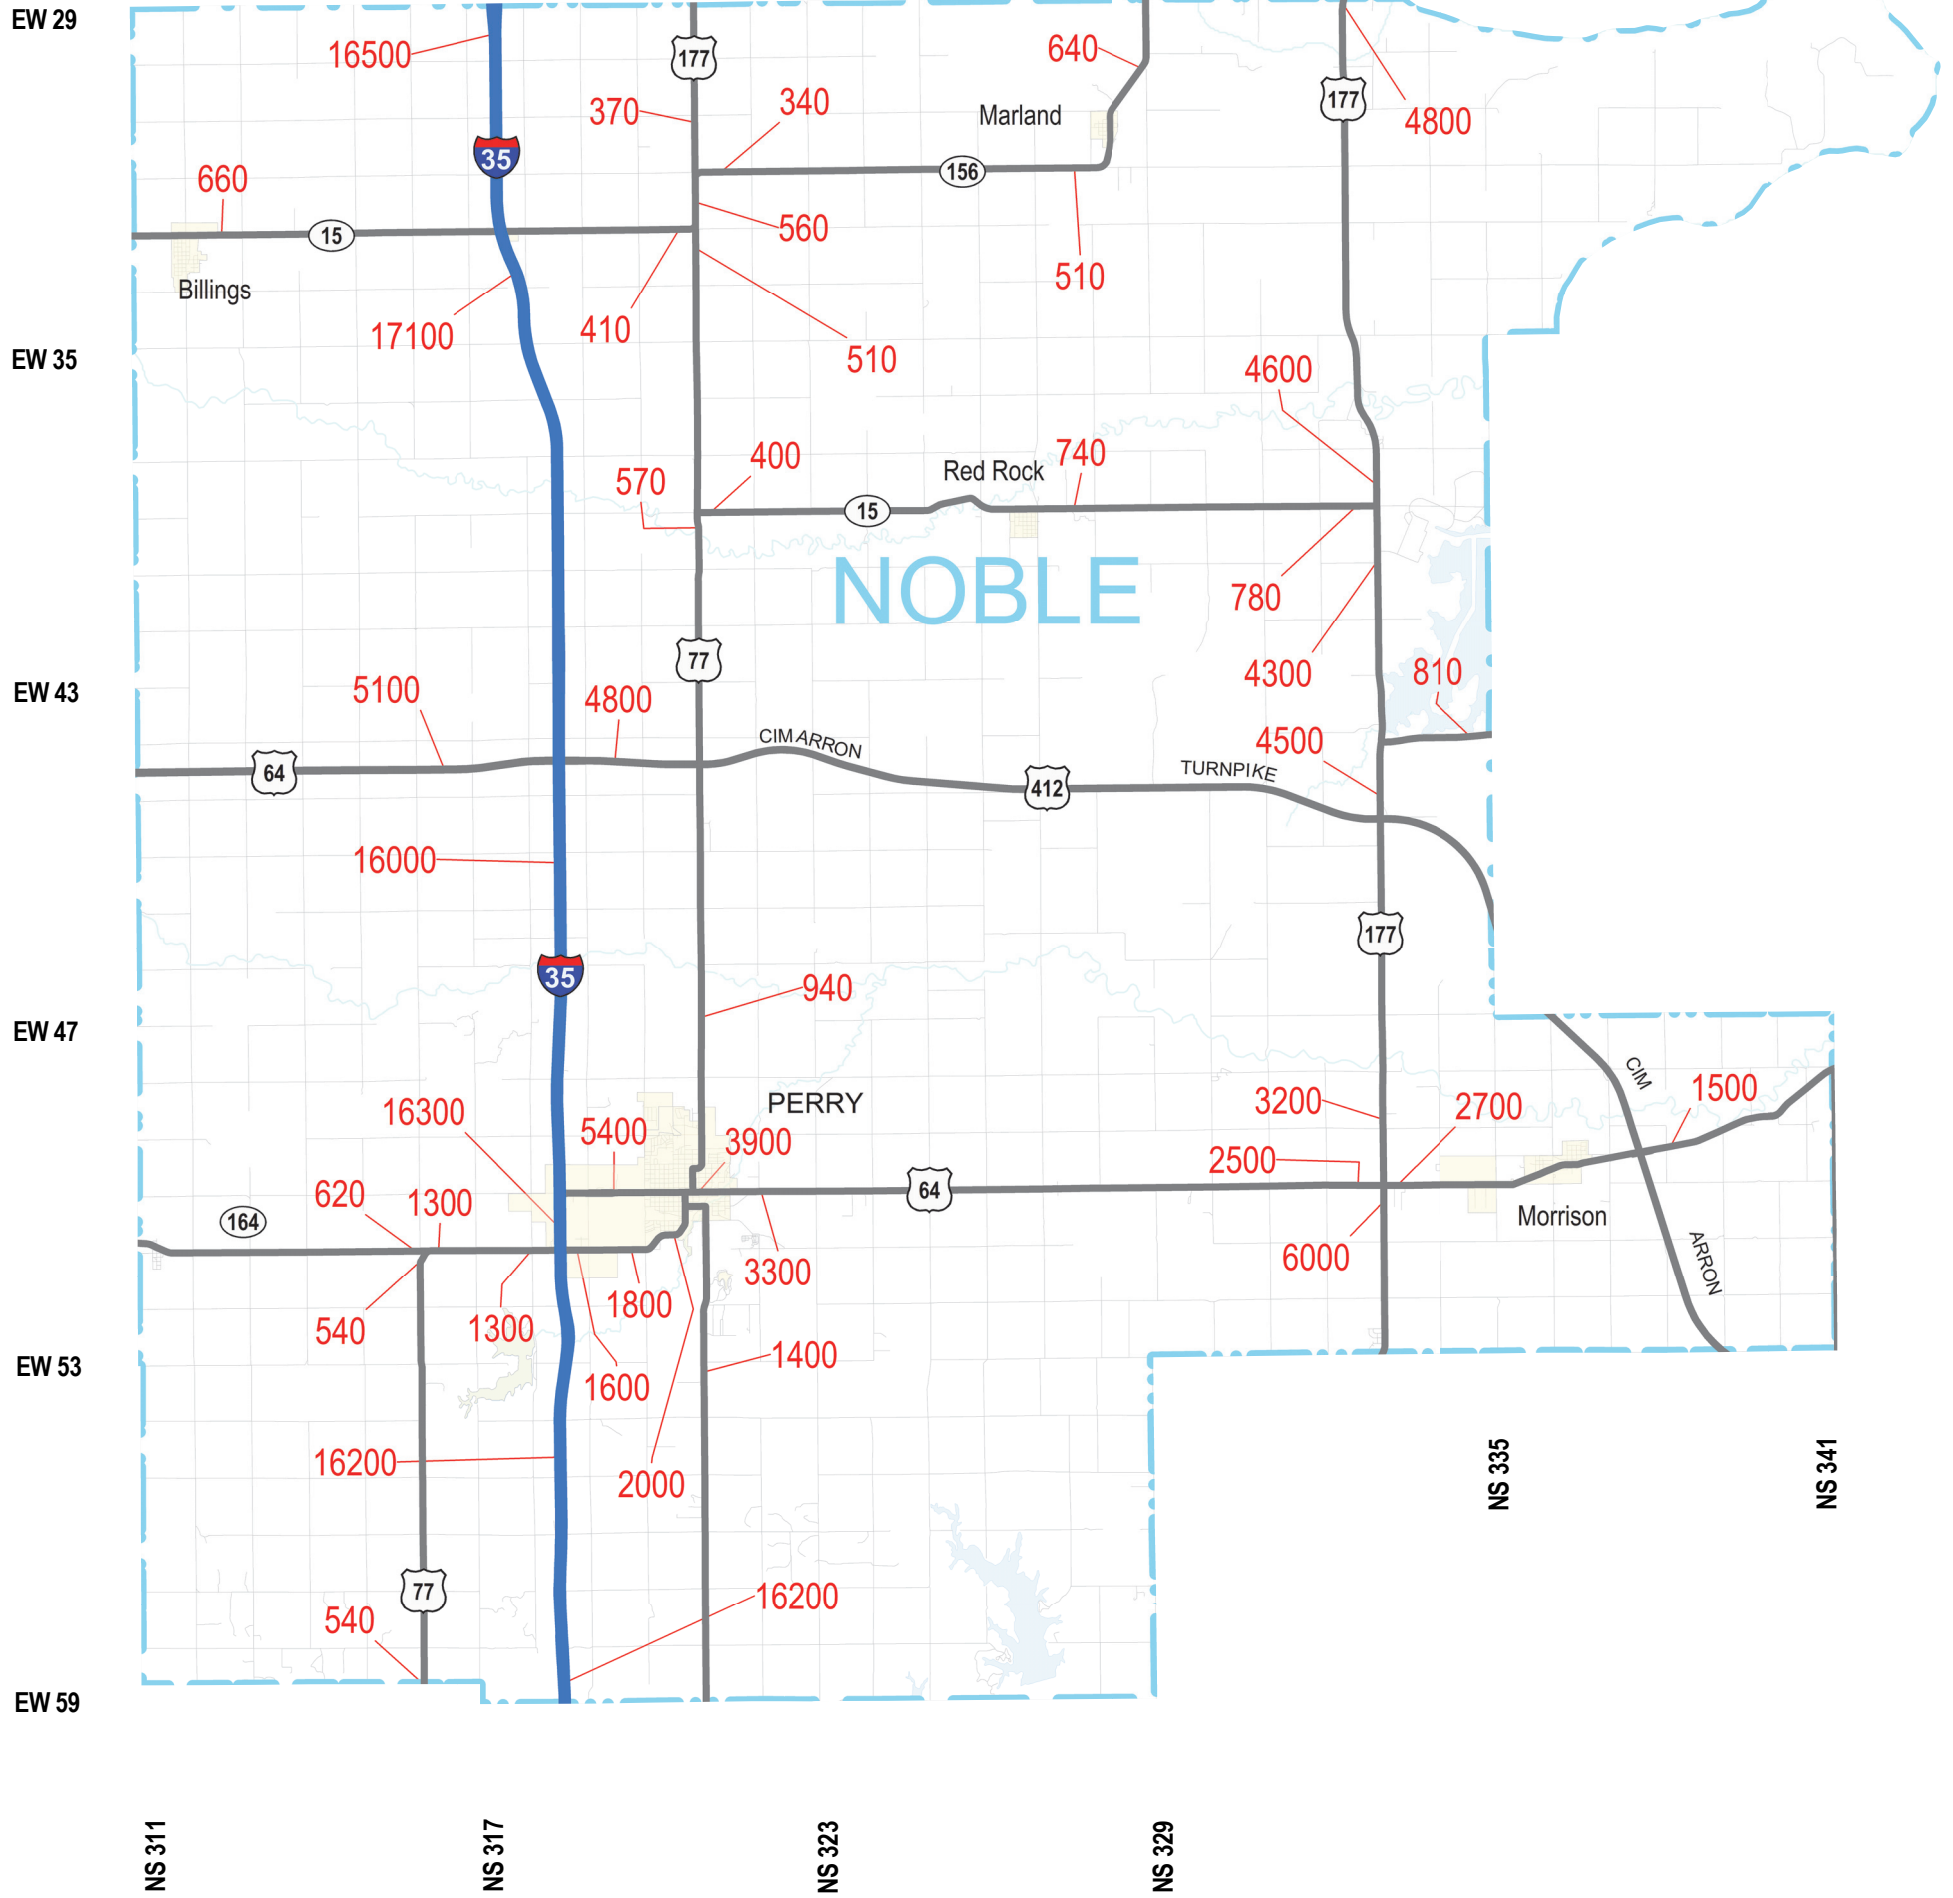 EW 29
16500
177
640
177
4800
370
340
Marland
35
156
660
560
15
510
Billings
17100
410
510
EW 35
4600
400
Red Rock
740
570
15
NOBLE
780
77
4300
810
EW 43
5100
4800
CIMARRON
4500
64
412
TURNPIKE
16000
177
35
940
EW 47
CIM
1500
16300
PERRY
3200
2700
5400
3900
2500
620
1300
64
164
Morrison
6000
3300
ARRON
540
1300
1800
1400
EW 53
1600
16200
2000
NS 335
NS 341
77
16200
540
EW 59
NS 311
NS 317
NS 323
NS 329